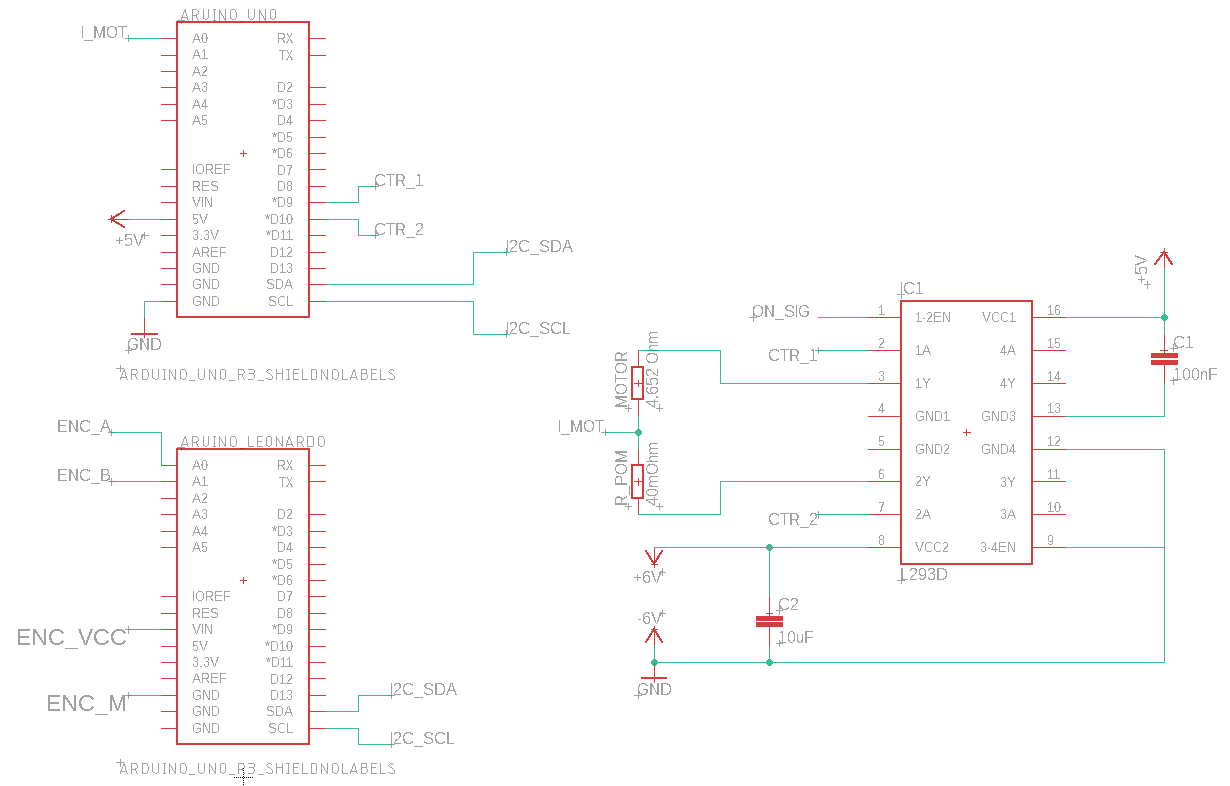 ARUINO_UNO
I_MOT
A0 RX
A1 TX
A2
A3 D2
A4 *D3
A5 D4
*D5
*D6
IOREF D7
RES D8
CTR_1
VIN *D9
5V *D10
+5V
3.3V *D11
CTR_2
AREF D12
GND D13
I2C_SDA
GND SDA
GND SCL
I2C_SCL
GND
ARDUINO_UNO_R3_SHIELDNOLABELS
ENC_A
ARUINO_LEONARDO
A0 RX
ENC_B
A1 TX
A2
A3 D2
A4 *D3
A5 D4
*D5
*D6
IOREF D7
RES D8
ENC_VCC
VIN *D9
5V *D10
3.3V *D11
AREF D12
ENC_M
GND D13
I2C_SDA
GND SDA
GND SCL
I2C_SCL
ARDUINO_UNO_R3_SHIELDNOLABELS
+5V
C1
100nF
IC1
ON_SIG
1 1-2EN VCC1 16
CTR_1
2 1A 4A 15
3 1Y 4Y 14
4 GND1 GND3 13
5 GND2 GND4 12
6 2Y 3Y 11
CTR_2
7 2A 3A 10
8 VCC2 3-4EN 9
L293D
MOTOR
4.652 Ohm
I_MOT
R_POM
40mOhm
+6V
-6V
C2
10uF
GND